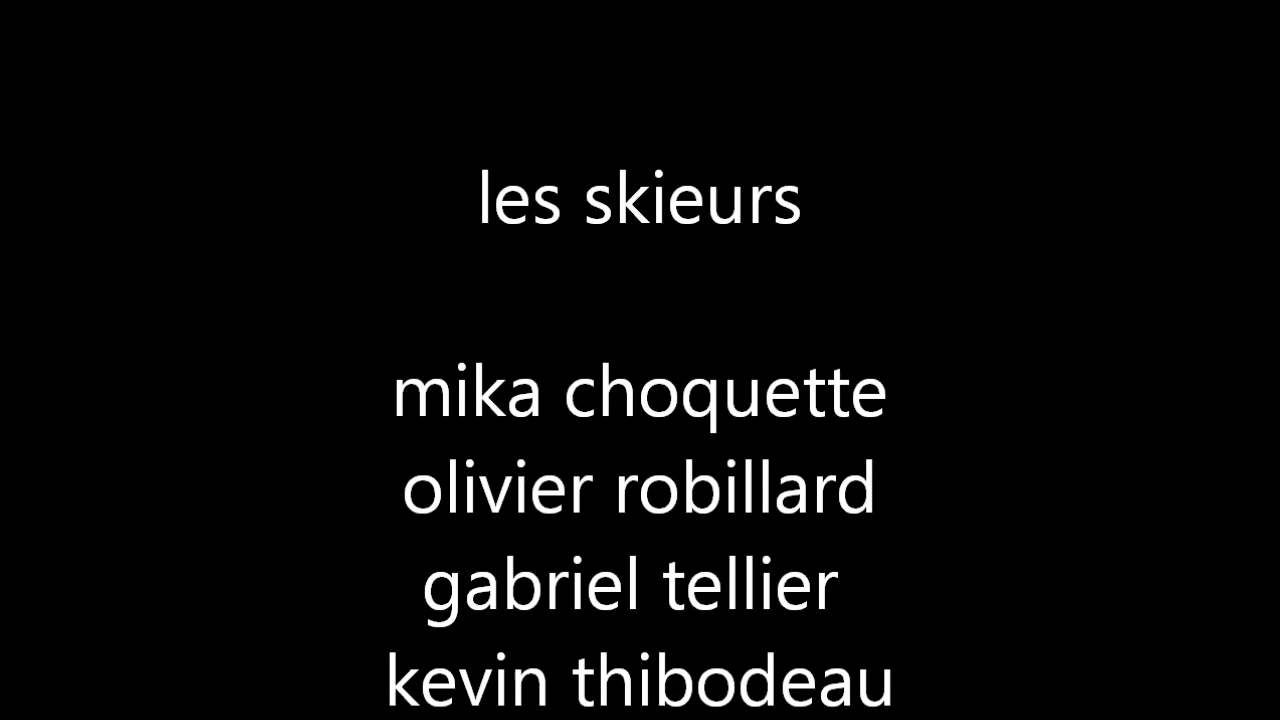 les skieurs
mika choquette
olivier robillard
gabriel tellier
kevin thibodeau